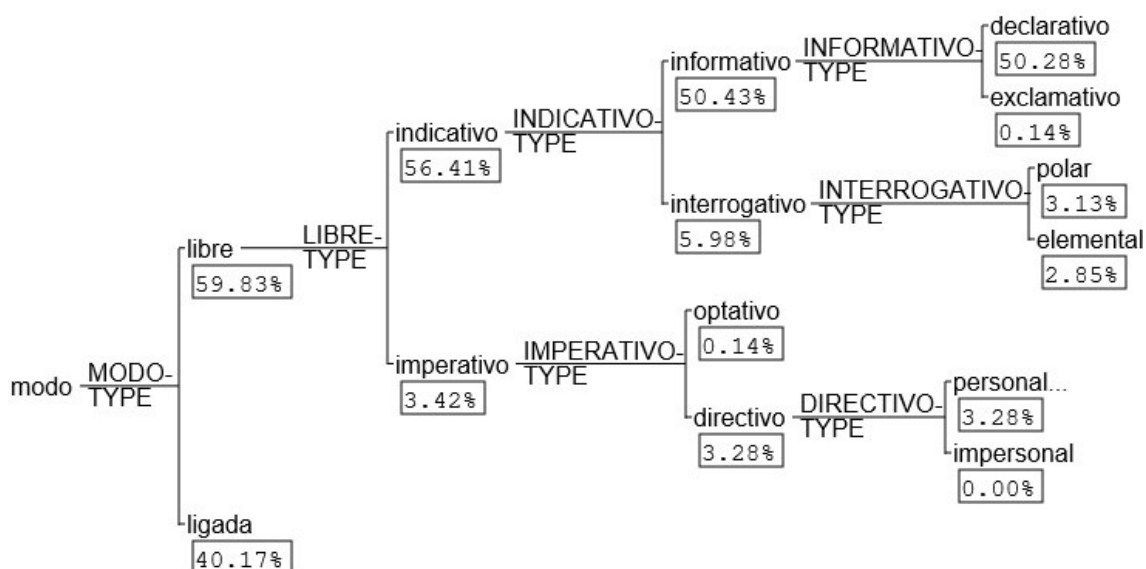 declarativo
informativo INFORMATIVO-
TYPE
50.28%
50.43%
exclamativo
0.14%
indicativo INDICATIVO-
TYPE
56.41%
polar
interrogativo INTERROGATIVO-
TYPE
3.13%
5.98%
elemental
2.85%
libre LIBRE-
TYPE
59.83%
optativo
0.14%
imperativo IMPERATIVO-
TYPE
3.42%
modo MODO-
TYPE
personal...
directivo DIRECTIVO-
TYPE
3.28%
3.28%
impersonal
0.00%
ligada
40.17%